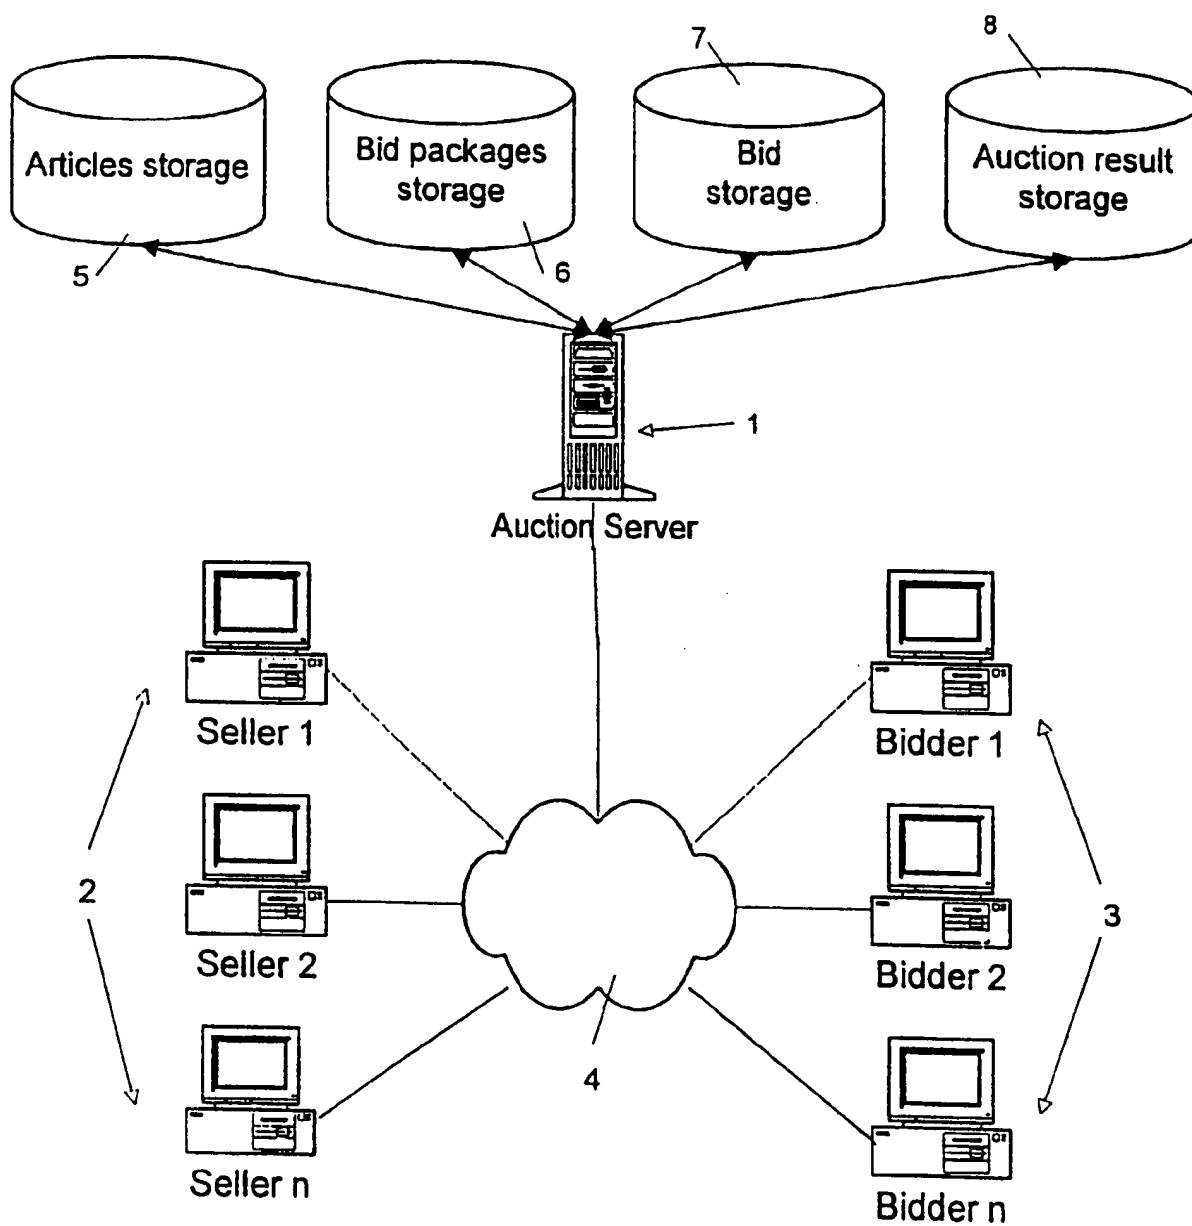 8
7
Articles storage
Bid packages
storage
Bid
storage
Auction result
storage
5
6
1
Auction Server
Seller 1
Bidder 1
2
Seller 2
3
Bidder 2
4
Seller n
Bidder n